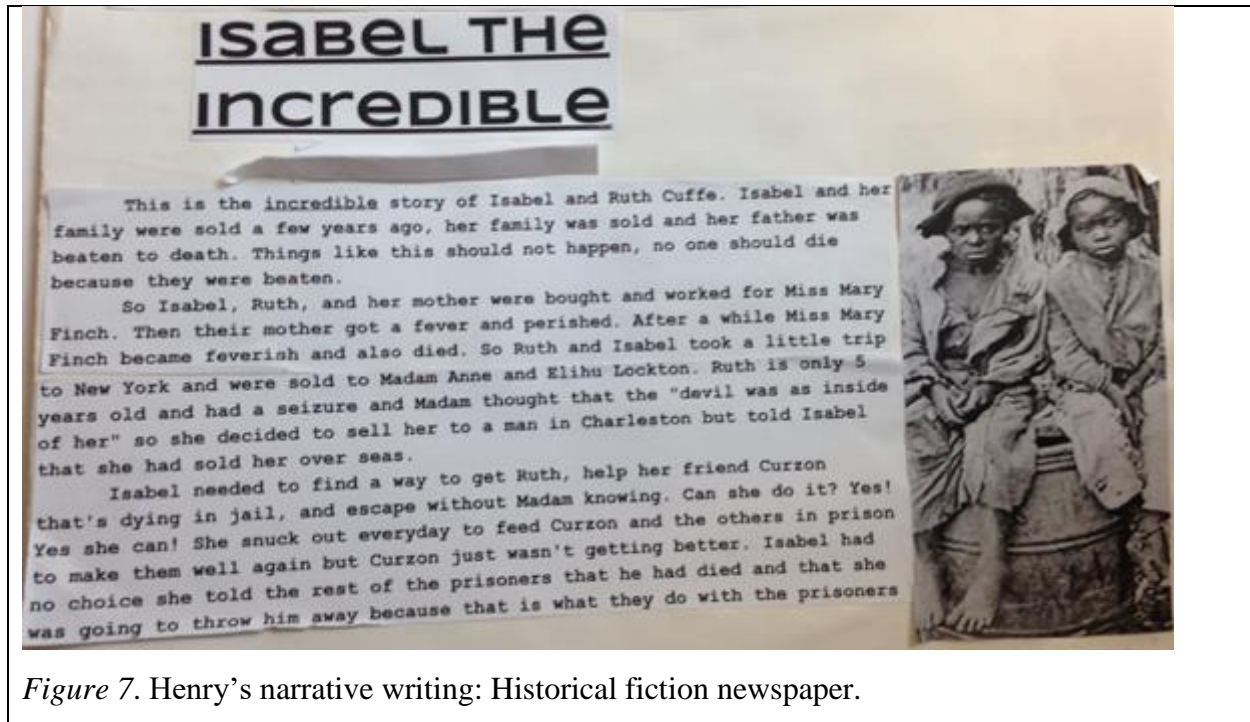 ISABEL THE
INCREDIBLE
This is the incredible story of Isabel and Ruth Cuffe. Isabel and her
family were sold a few years ago, her family was sold and her father was
beaten to death. Things like this should not happen, no one should die
because they were beaten.
So Isabel, Ruth, and her mother were bought and worked for Miss Mary
Finch. Then their mother got a fever and perished. After a while Miss Mary
Finch became feverish and also died. So Ruth and Isabel took a little trip
to New York and were sold to Madam Anne and Elihu Lockton. Ruth is only 5
years old and had a seizure and Madam thought that the "devil was as inside
of her" so she decided to sell her to a man in Charleston but told Isabel
that she had sold her over seas.
Isabel needed to find a way to get Ruth, help her friend Curzon
that's dying in jail, and escape without Madam knowing. Can she do it? Yes!
Yes she can! She snuck out everyday to feed Curzon and the others in prison
to make them well again but Curzon just wasn't getting better. Isabel had
no choice she told the rest of the prisoners that he had died and that she
was going to throw him away because that is what they do with the prisoners
Figure 7. Henry's narrative writing: Historical fiction newspaper.